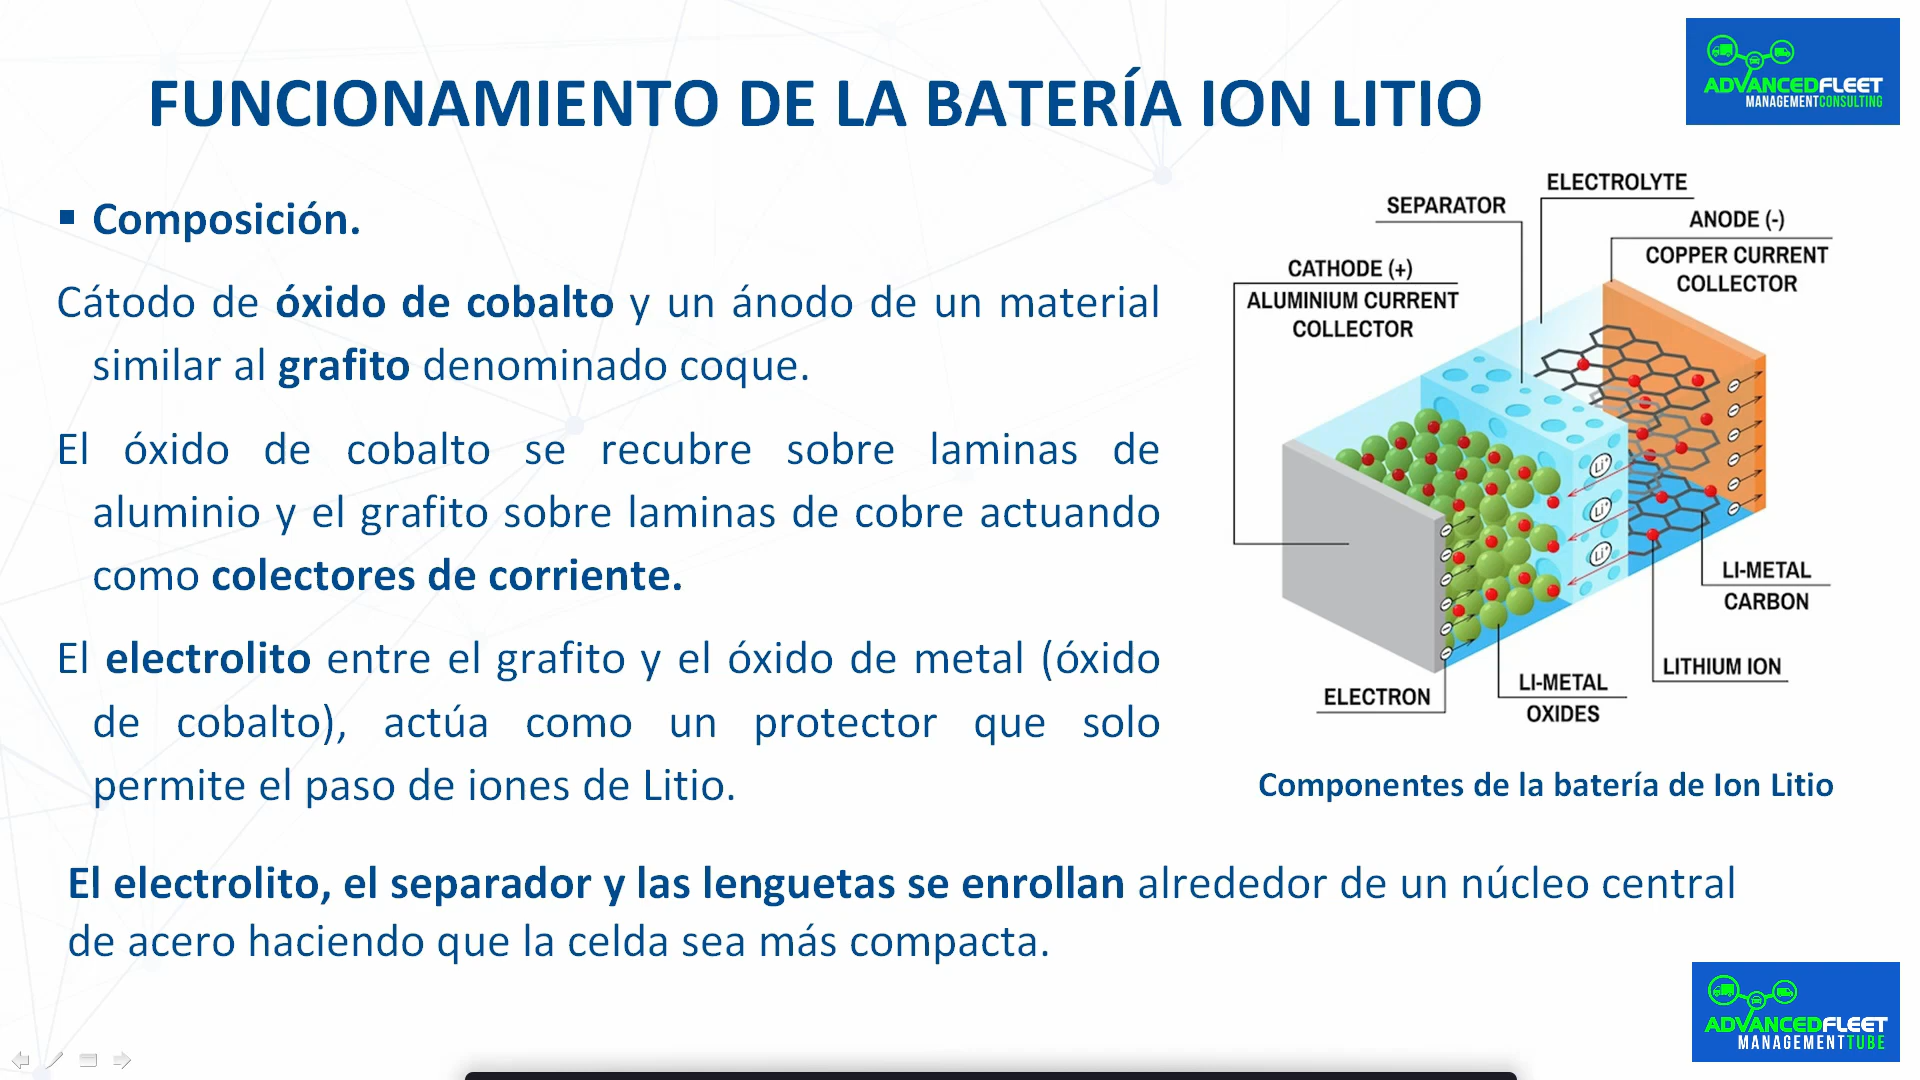 FUNCIONAMIENTO DE LA BATERÍA ION LITIO
ADVANCEDFLEET
MANAGEMENTCONSULTING
▪ Composición.
Cátodo de óxido de cobalto y un ánodo de un material
similar al grafito denominado coque.
El óxido de cobalto se recubre sobre laminas de
aluminio y el grafito sobre laminas de cobre actuando
como colectores de corriente.
El electrolito entre el grafito y el óxido de metal (óxido
de cobalto), actúa como un protector que solo
permite el paso de iones de Litio.
ELECTROLYTE
SEPARATOR
ANODE (-)
COPPER CURRENT
COLLECTOR
CATHODE (+)
ALUMINIUM CURRENT
COLLECTOR
Li+
Li+
Li+
LI-METAL
CARBON
LITHIUM ION
LI-METAL
OXIDES
ELECTRON
Componentes de la batería de Ion Litio
El electrolito, el separador y las lenguetas se enrollan alrededor de un núcleo central
de acero haciendo que la celda sea más compacta.
ADVANCEDFLEET
MANAGEMENTTUBE